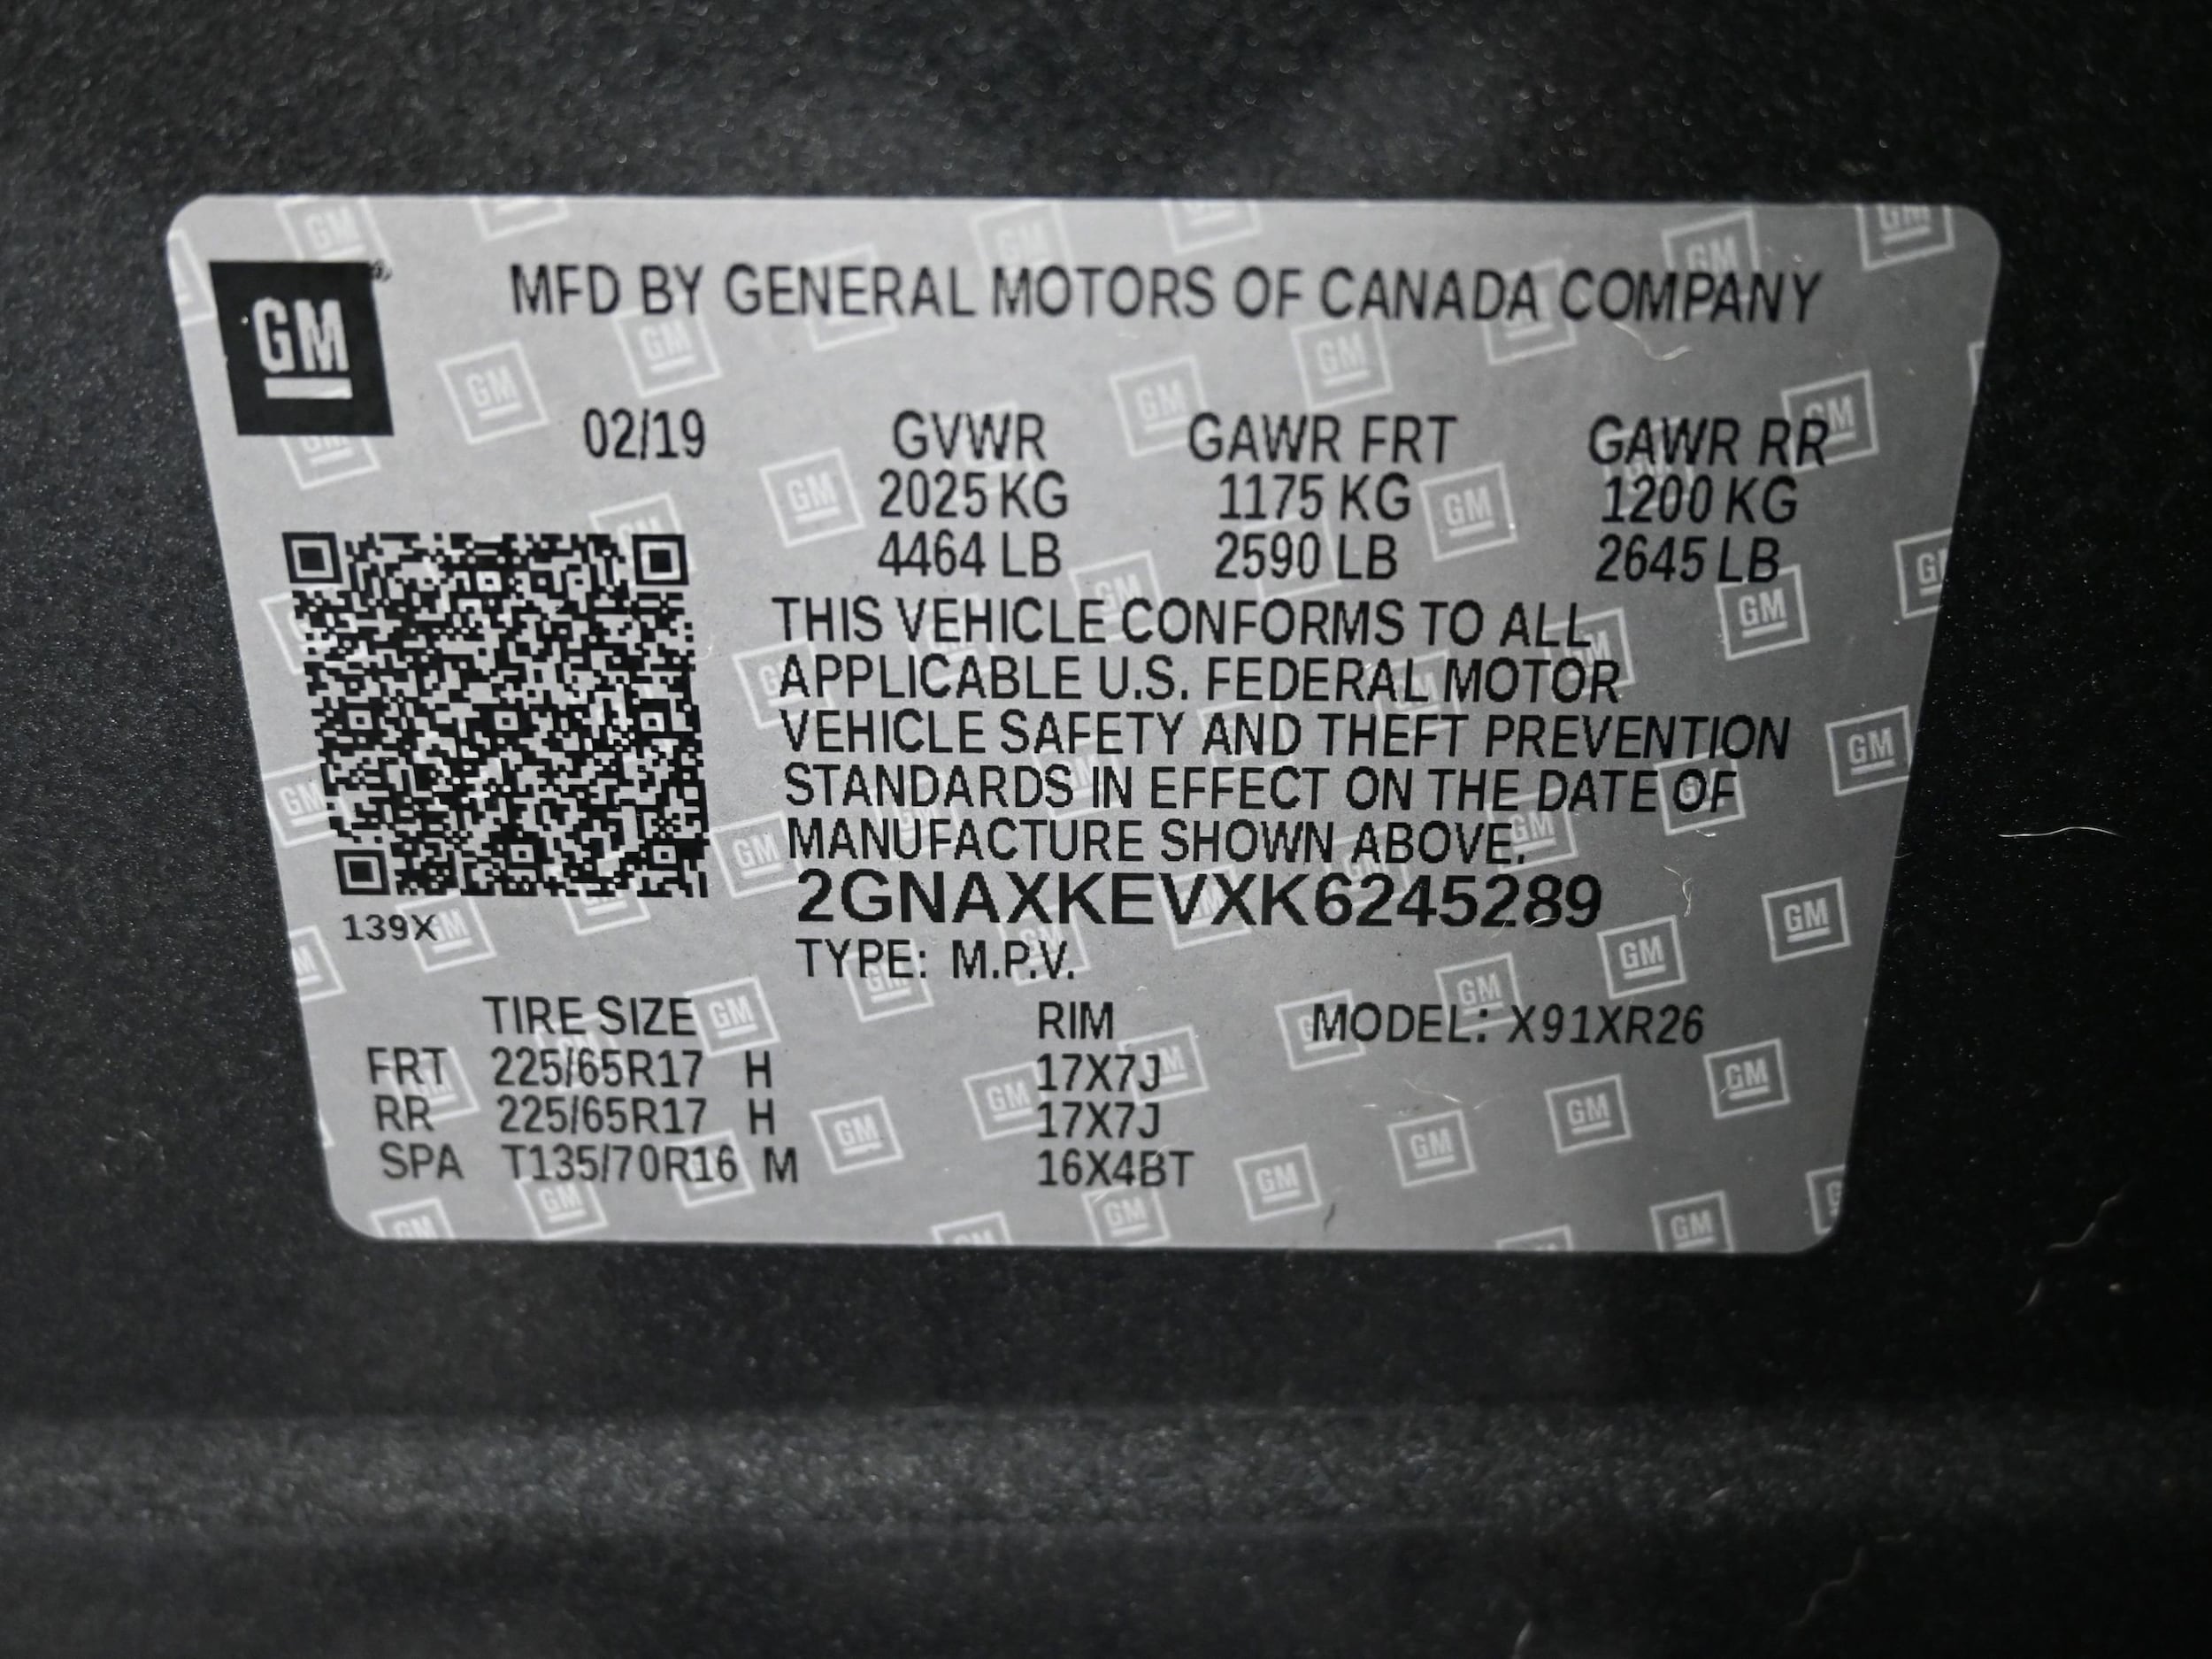 GM
MFD BY GENERAL MOTORS OF CANADA COMPANY
02/19 GVWR GAWR FRT GAWR RR
2025 KG 1175 KG 1200 KG
4464 LB 2590 LB 2645 LB
THIS VEHICLE CONFORMS TO ALL
APPLICABLE U.S. FEDERAL MOTOR
VEHICLE SAFETY AND THEFT PREVENTION
STANDARDS IN EFFECT ON THE DATE OF
MANUFACTURE SHOWN ABOVE.
2GNAXKEVXK6245289
139X
TYPE: M.P.V.
TIRE SIZE RIM MODEL: X91XR26
FRT 225/65R17 H 17X7J
RR 225/65R17 H 17X7J
SPA T135/70R16 M 16X4BT